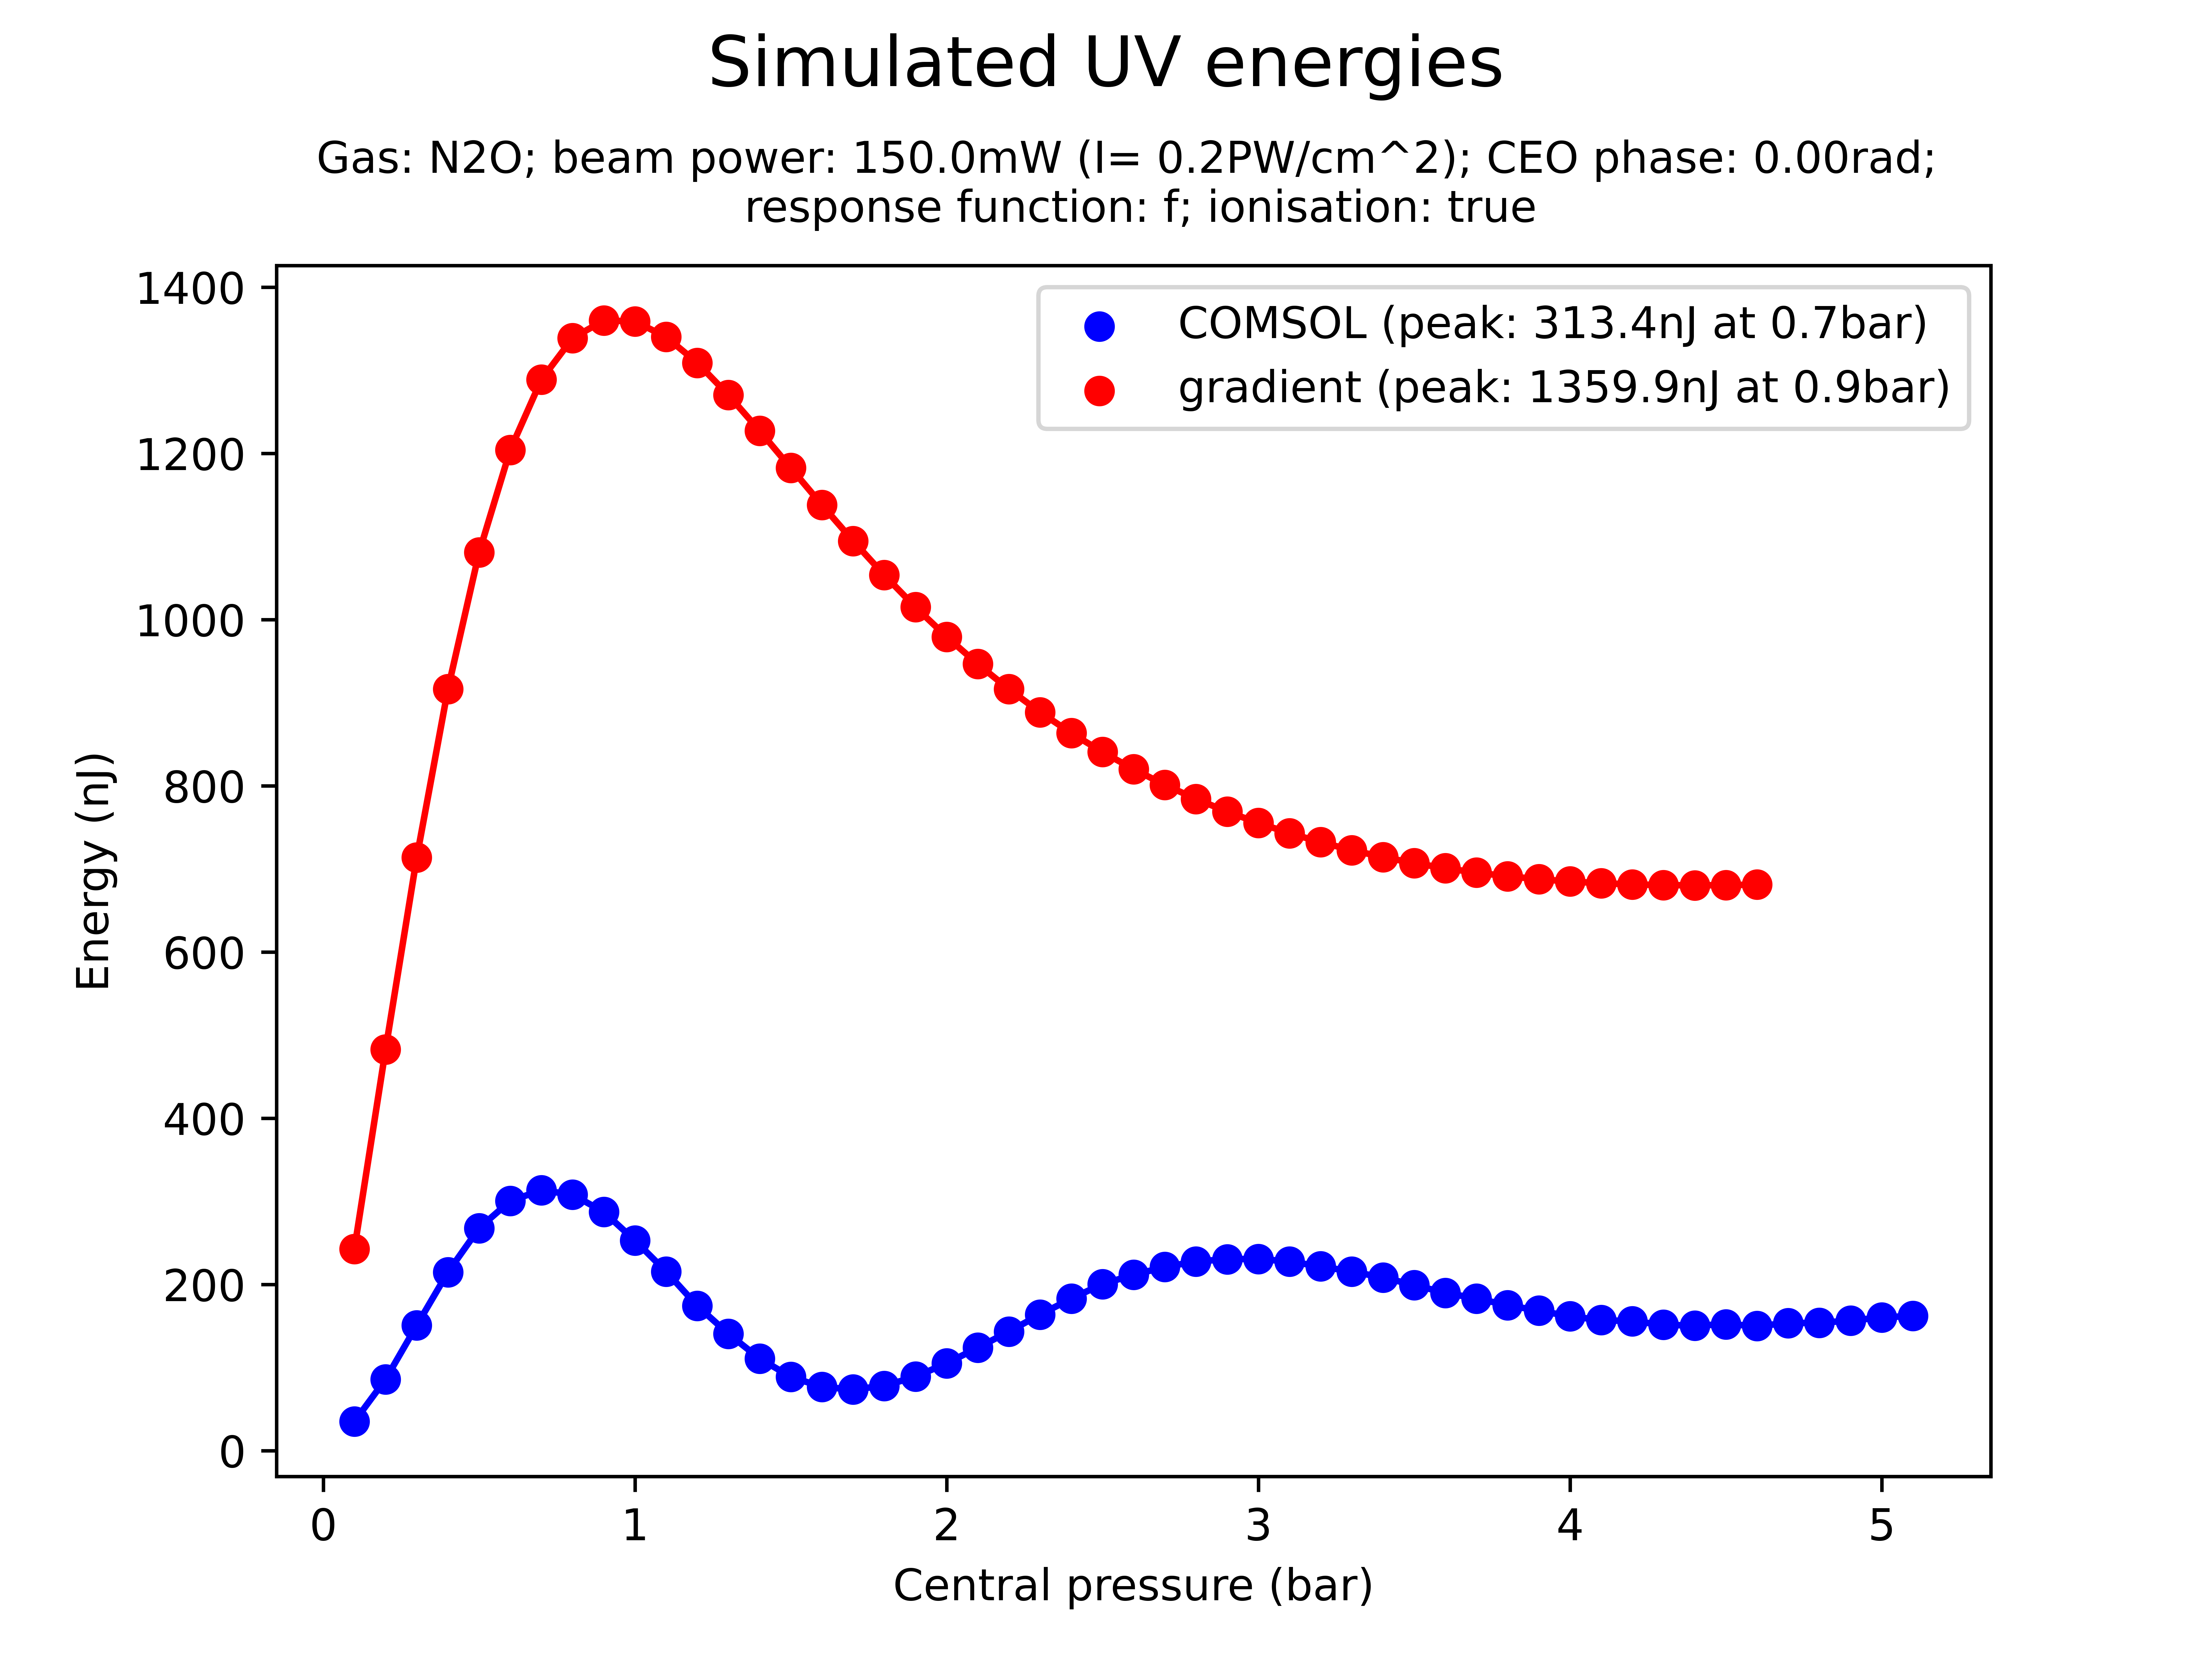 Simulated UV energies
Gas: N2O; beam power: 150.0mW (I= 0.2PW/cm^2); CEO phase: 0.00rad;
response function: f; ionisation: true
1400
1200
1000
800
600
400
200
0
Energy (nJ)
COMSOL (peak: 313.4nJ at 0.7bar)
gradient (peak: 1359.9nJ at 0.9bar)
0 1 2 3 4 5
Central pressure (bar)